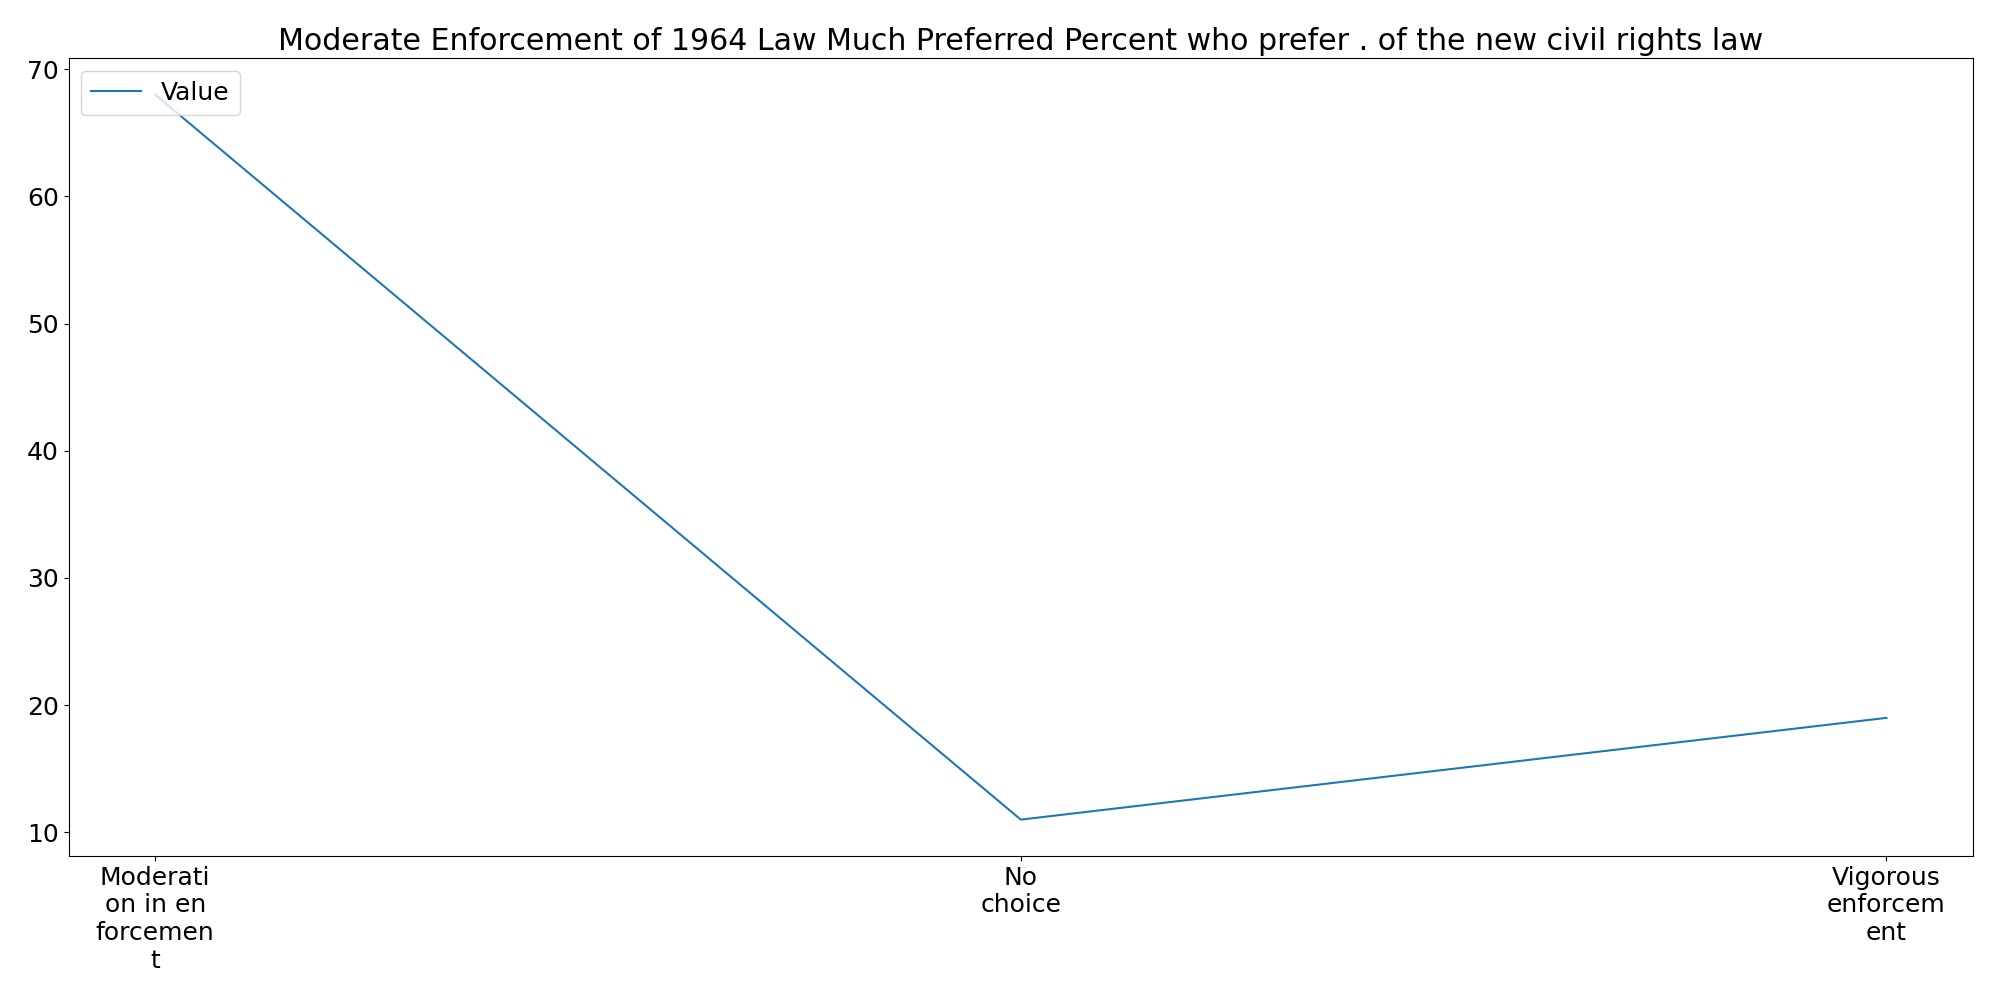 Moderate Enforcement of 1964 Law Much Preferred Percent who prefer . of the new civil rights law
70
60
50
40
30
20
10
Value
Moderati
on in en
forcemen
t
No
choice
Vigorous
enforcem
ent